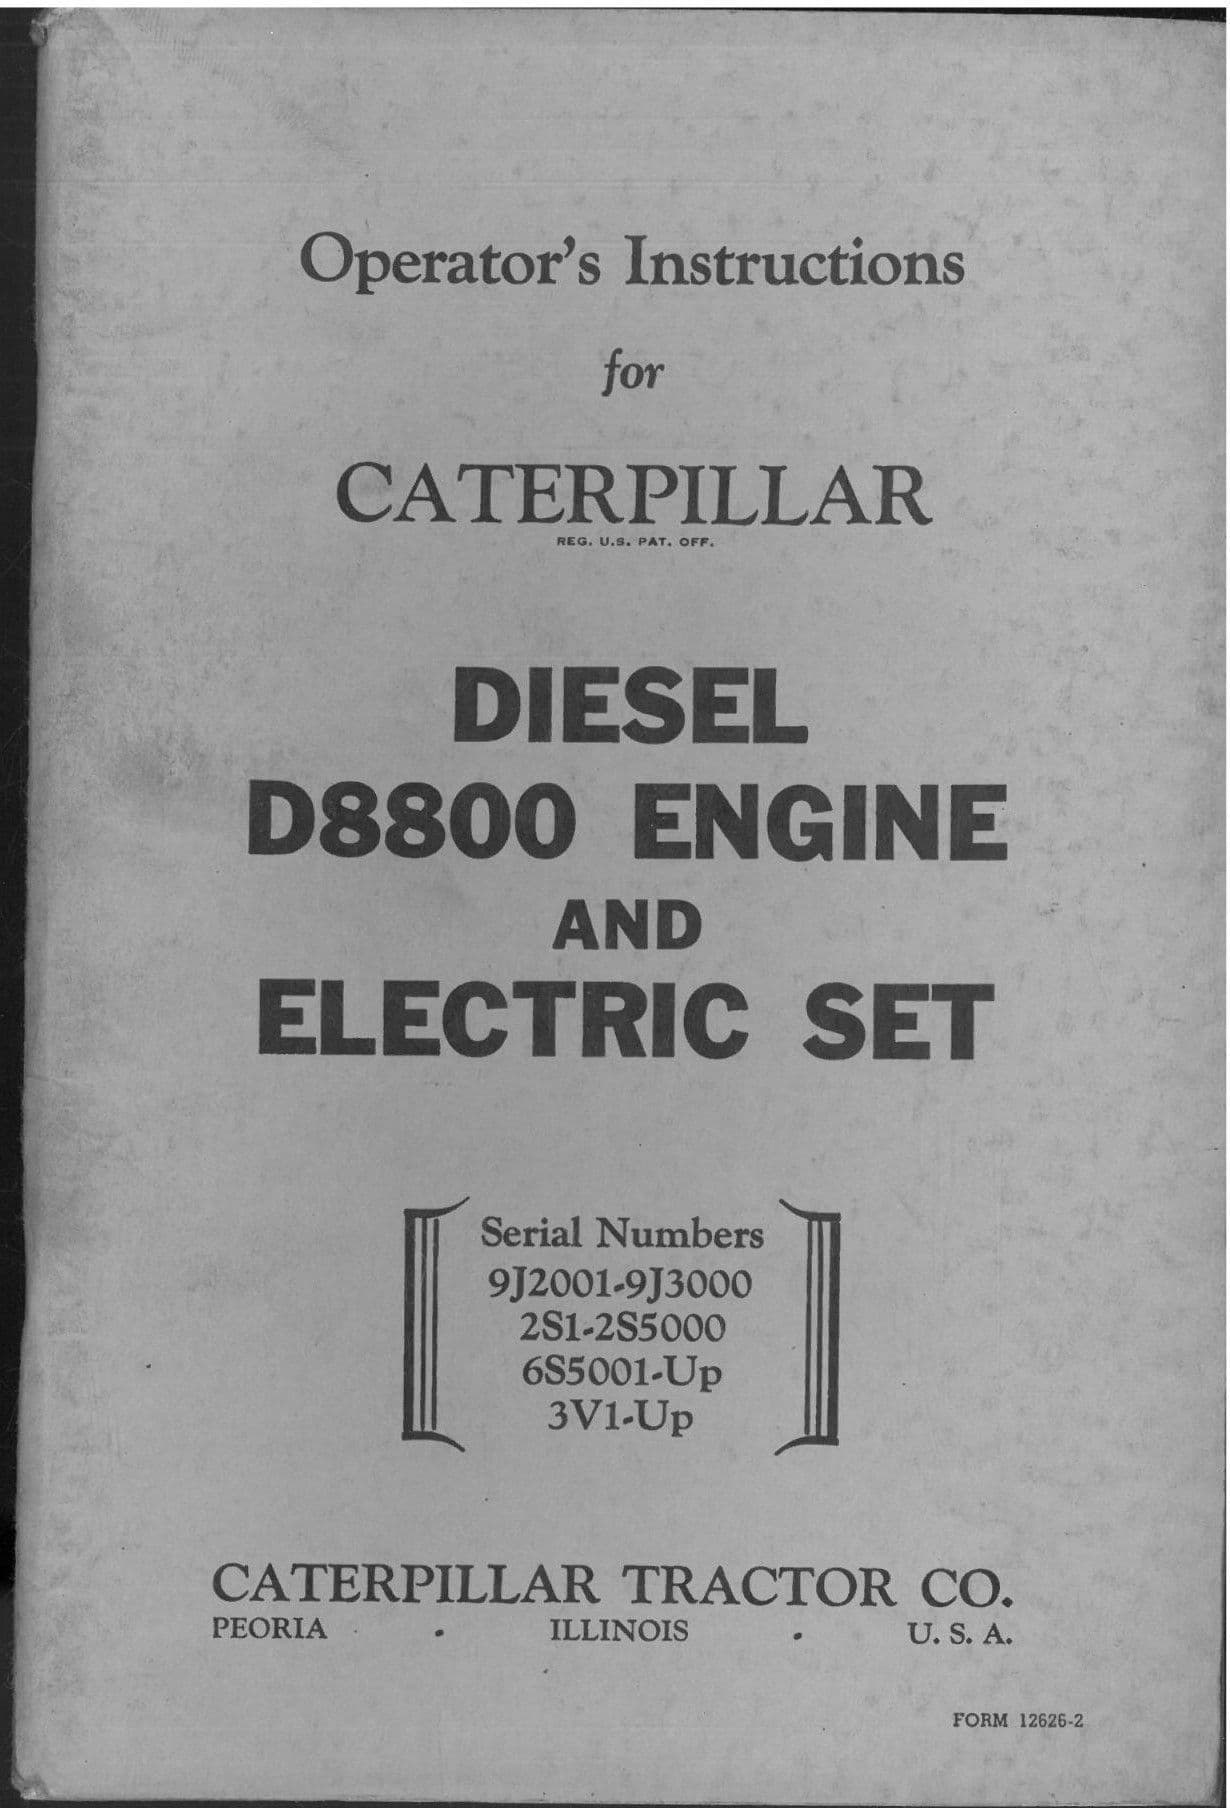 Operator's Instructions
for
CATERPILLAR
REG. U.S. PAT. OFF.
DIESEL
D8800 ENGINE
AND
ELECTRIC SET
Serial Numbers
9J2001-9J3000
2S1-2S5000
6S5001-Up
3V1-Up
CATERPILLAR TRACTOR CO.
PEORIA . ILLINOIS . U. S. A.
FORM 12626-2